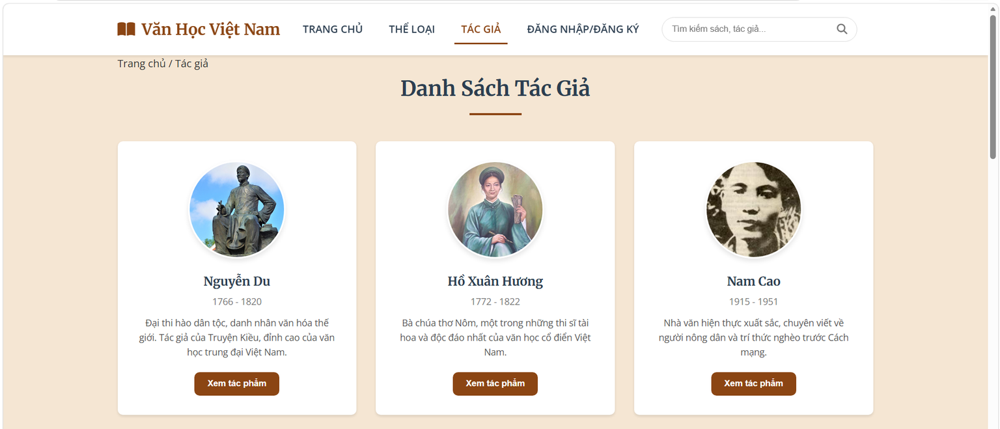 Văn Học Việt Nam
TRANG CHỦ
THỂ LOẠI
TÁC GIẢ
ĐĂNG NHẬP/ĐĂNG KÝ
Tìm kiếm sách, tác giả...
Trang chủ / Tác giả
Danh Sách Tác Giả
Nguyễn Du
1766 - 1820
Đại thi hào dân tộc, danh nhân văn hóa thế
giới. Tác giả của Truyện Kiều, đỉnh cao của văn
học trung đại Việt Nam.
Xem tác phẩm
Hồ Xuân Hương
1772 - 1822
Bà chúa thơ Nôm, một trong những thi sĩ tài
hoa và độc đáo nhất của văn học cổ điển Việt
Nam.
Xem tác phẩm
Nam Cao
1915 - 1951
Nhà văn hiện thực xuất sắc, chuyên viết về
người nông dân và trí thức nghèo trước Cách
mạng.
Xem tác phẩm